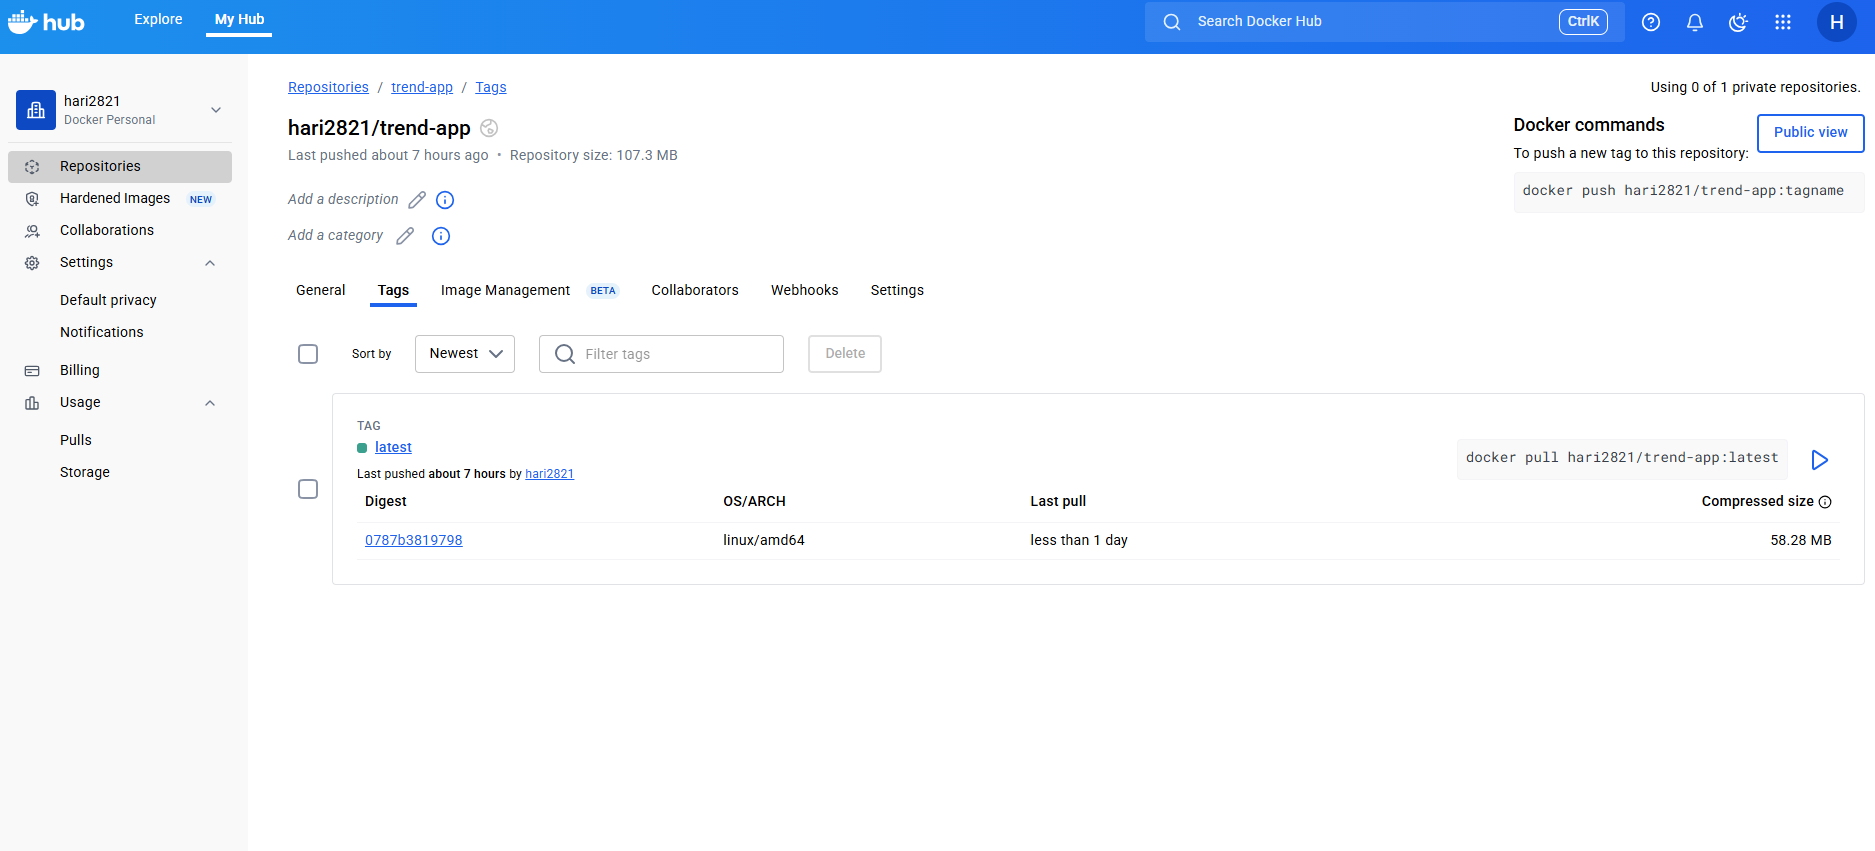 hub
Explore
My Hub
Search Docker Hub
CtrlK
H
hari2821
Docker Personal
Repositories
Hardened Images NEW
Collaborations
Settings
Default privacy
Notifications
Billing
Usage
Pulls
Storage
Repositories / trend-app / Tags
Using 0 of 1 private repositories.
hari2821/trend-app
Last pushed about 7 hours ago • Repository size: 107.3 MB
Add a description
Add a category
Docker commands
Public view
To push a new tag to this repository:
docker push hari2821/trend-app:tagname
General Tags Image Management BETA Collaborators Webhooks Settings
Sort by Newest Filter tags Delete
TAG
latest
Last pushed about 7 hours by hari2821
docker pull hari2821/trend-app:latest
Digest OS/ARCH Last pull Compressed size
0787b3819798 linux/amd64 less than 1 day 58.28 MB